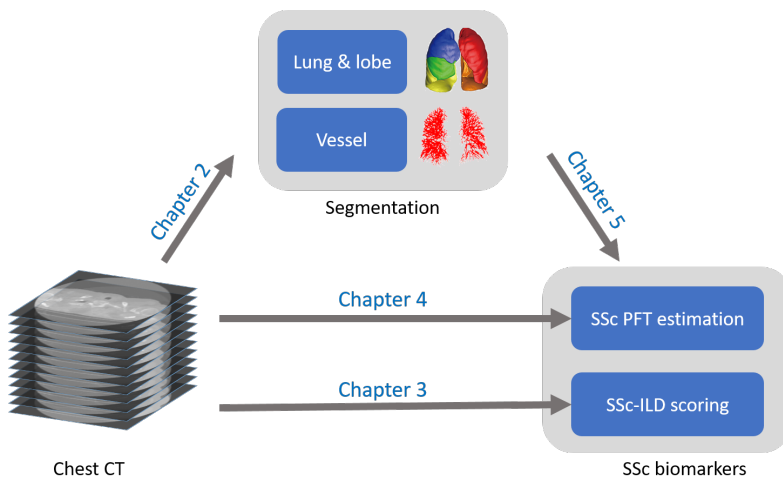 Lung & lobe
Vessel
Segmentation
Chapter 2
Chapter 5
Chapter 4
SSc PFT estimation
Chapter 3
SSc-ILD scoring
Chest CT
SSc biomarkers